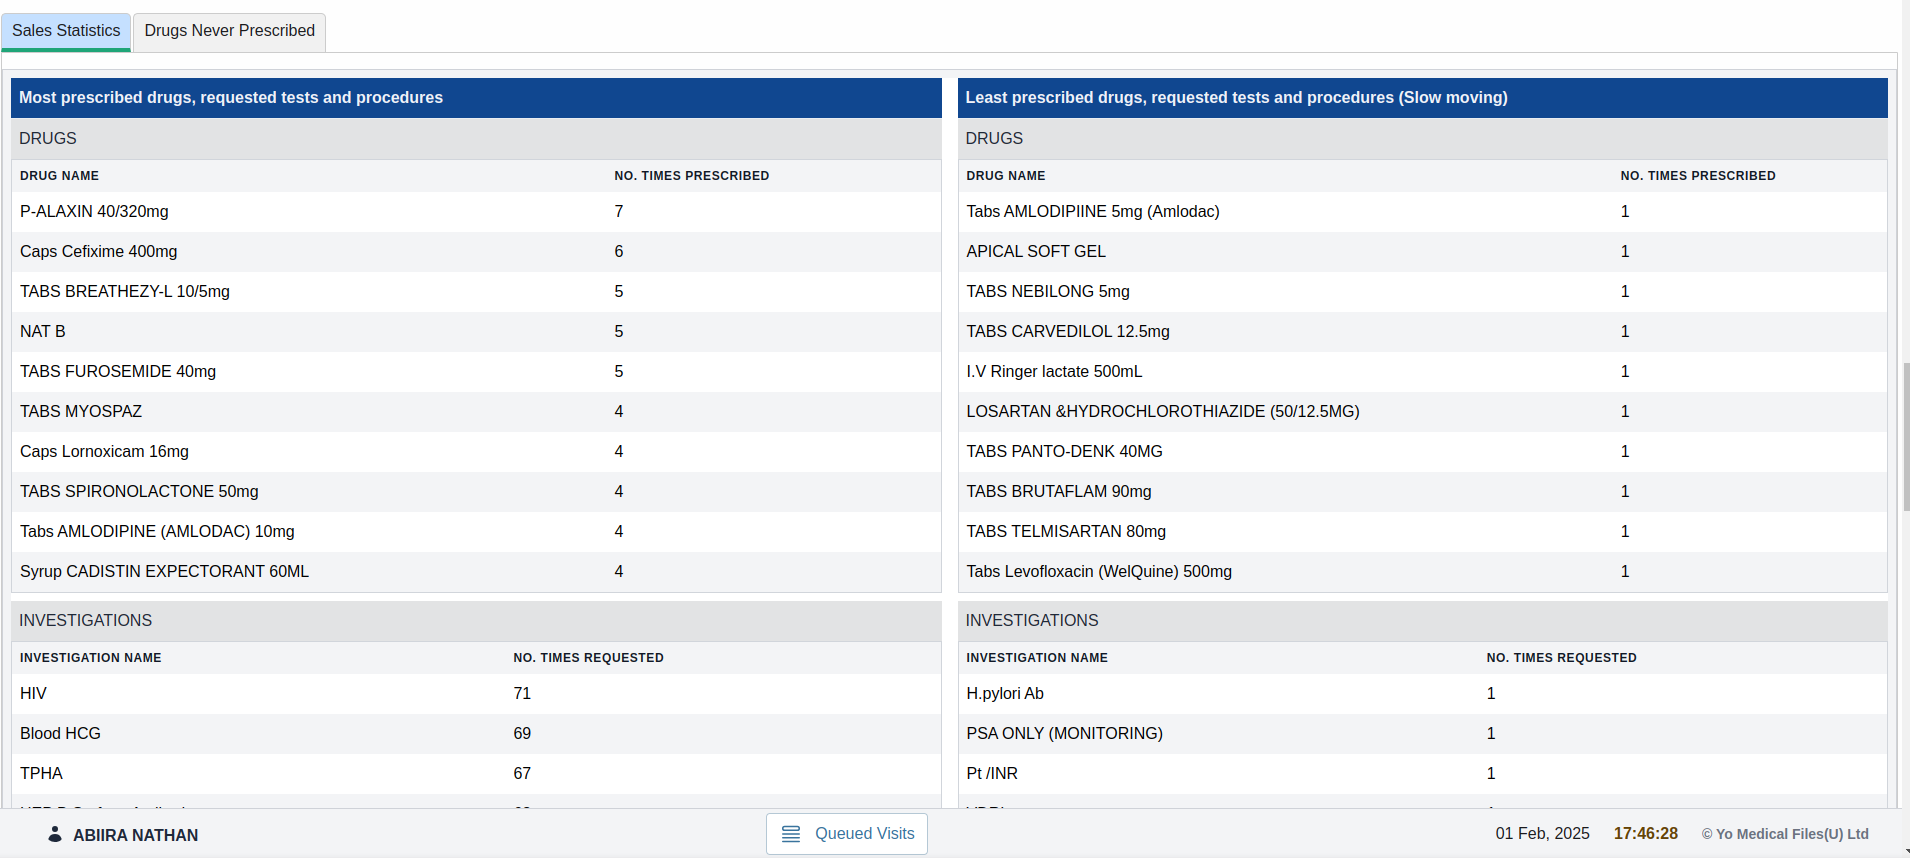 Sales Statistics
Drugs Never Prescribed
Most prescribed drugs, requested tests and procedures
DRUGS
DRUG NAME NO. TIMES PRESCRIBED
P-ALAXIN 40/320mg 7
Caps Cefixime 400mg 6
TABS BREATHEZY-L 10/5mg 5
NAT B 5
TABS FUROSEMIDE 40mg 5
TABS MYOSPAZ 4
Caps Lornoxicam 16mg 4
TABS SPIRONOLACTONE 50mg 4
Tabs AMLODIPINE (AMLODAC) 10mg 4
Syrup CADISTIN EXPECTORANT 60ML 4
INVESTIGATIONS
INVESTIGATION NAME NO. TIMES REQUESTED
HIV 71
Blood HCG 69
TPHA 67
Least prescribed drugs, requested tests and procedures (Slow moving)
DRUGS
DRUG NAME NO. TIMES PRESCRIBED
Tabs AMLODIPIINE 5mg (Amlodac) 1
APICAL SOFT GEL 1
TABS NEBILONG 5mg 1
TABS CARVEDILOL 12.5mg 1
I.V Ringer lactate 500mL 1
LOSARTAN &HYDROCHLOROTHIAZIDE (50/12.5MG) 1
TABS PANTO-DENK 40MG 1
TABS BRUTAFLAM 90mg 1
TABS TELMISARTAN 80mg 1
Tabs Levofloxacin (WelQuine) 500mg 1
INVESTIGATIONS
INVESTIGATION NAME NO. TIMES REQUESTED
H.pylori Ab 1
PSA ONLY (MONITORING) 1
Pt /INR 1
ABIIRA NATHAN
Queued Visits
01 Feb, 2025 17:46:28 © Yo Medical Files(U) Ltd